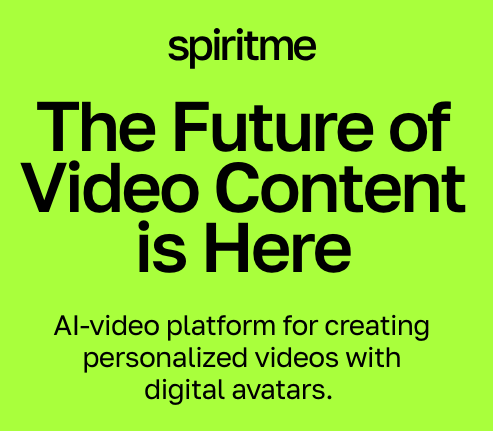 spiritme
The Future of
Video Content
is Here
AI-video platform for creating
personalized videos with
digital avatars.